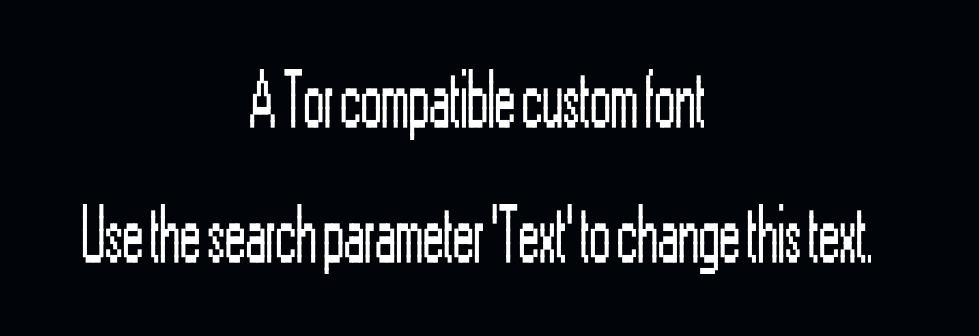 A Tor compatible custom font
Use the search parameter 'Text' to change this text.